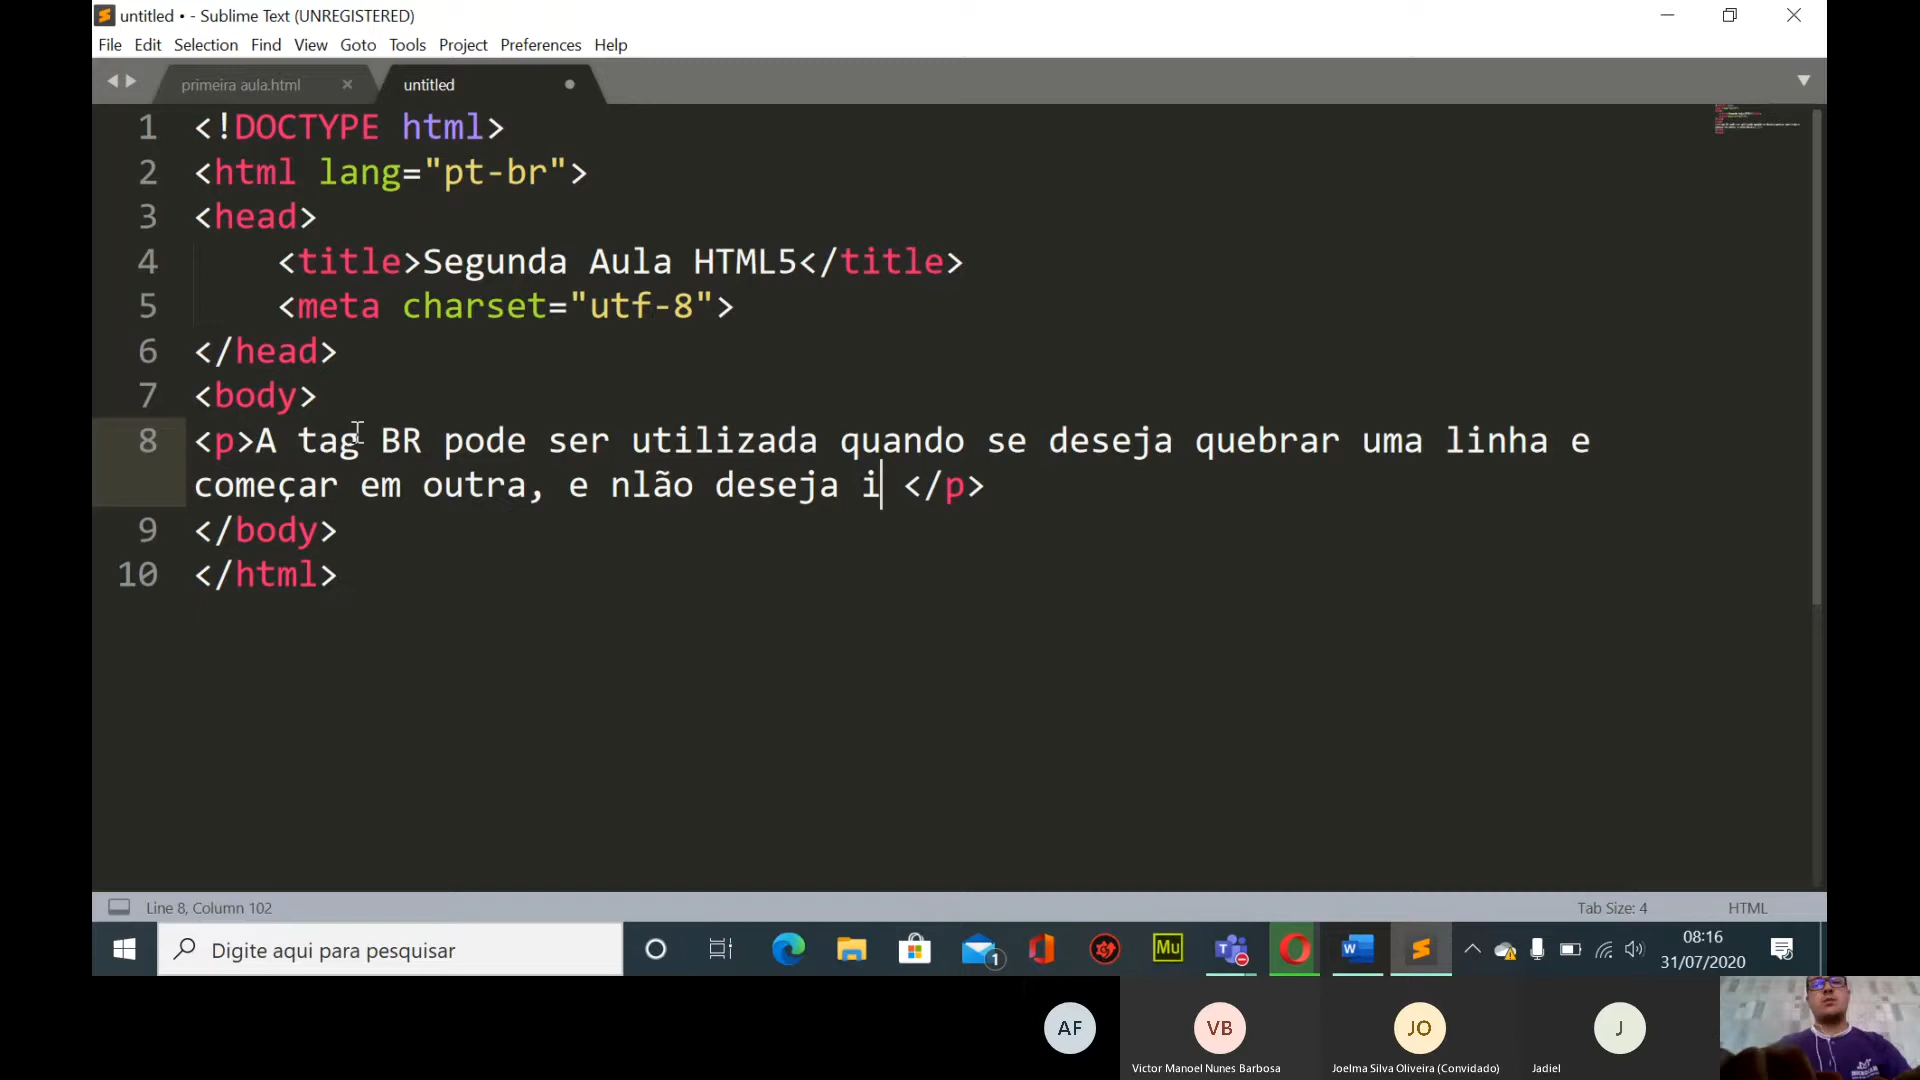 untitled • - Sublime Text (UNREGISTERED)
File Edit Selection Find View Goto Tools Project Preferences Help
primeira aula.html × untitled
1 <!DOCTYPE html>
2 <html lang="pt-br">
3 <head>
4 <title>Segunda Aula HTML5</title>
5 <meta charset="utf-8">
6 </head>
7 <body>
8 <p>A tag BR pode ser utilizada quando se deseja quebrar uma linha e
começar em outra, e nlão deseja i </p>
9 </body>
10 </html>
Line 8, Column 102 Tab Size: 4 HTML
Digite aqui para pesquisar
1
Mu
08:16
31/07/2020
AF VB JO J
Victor Manoel Nunes Barbosa Joelma Silva Oliveira (Convidado) Jadiel